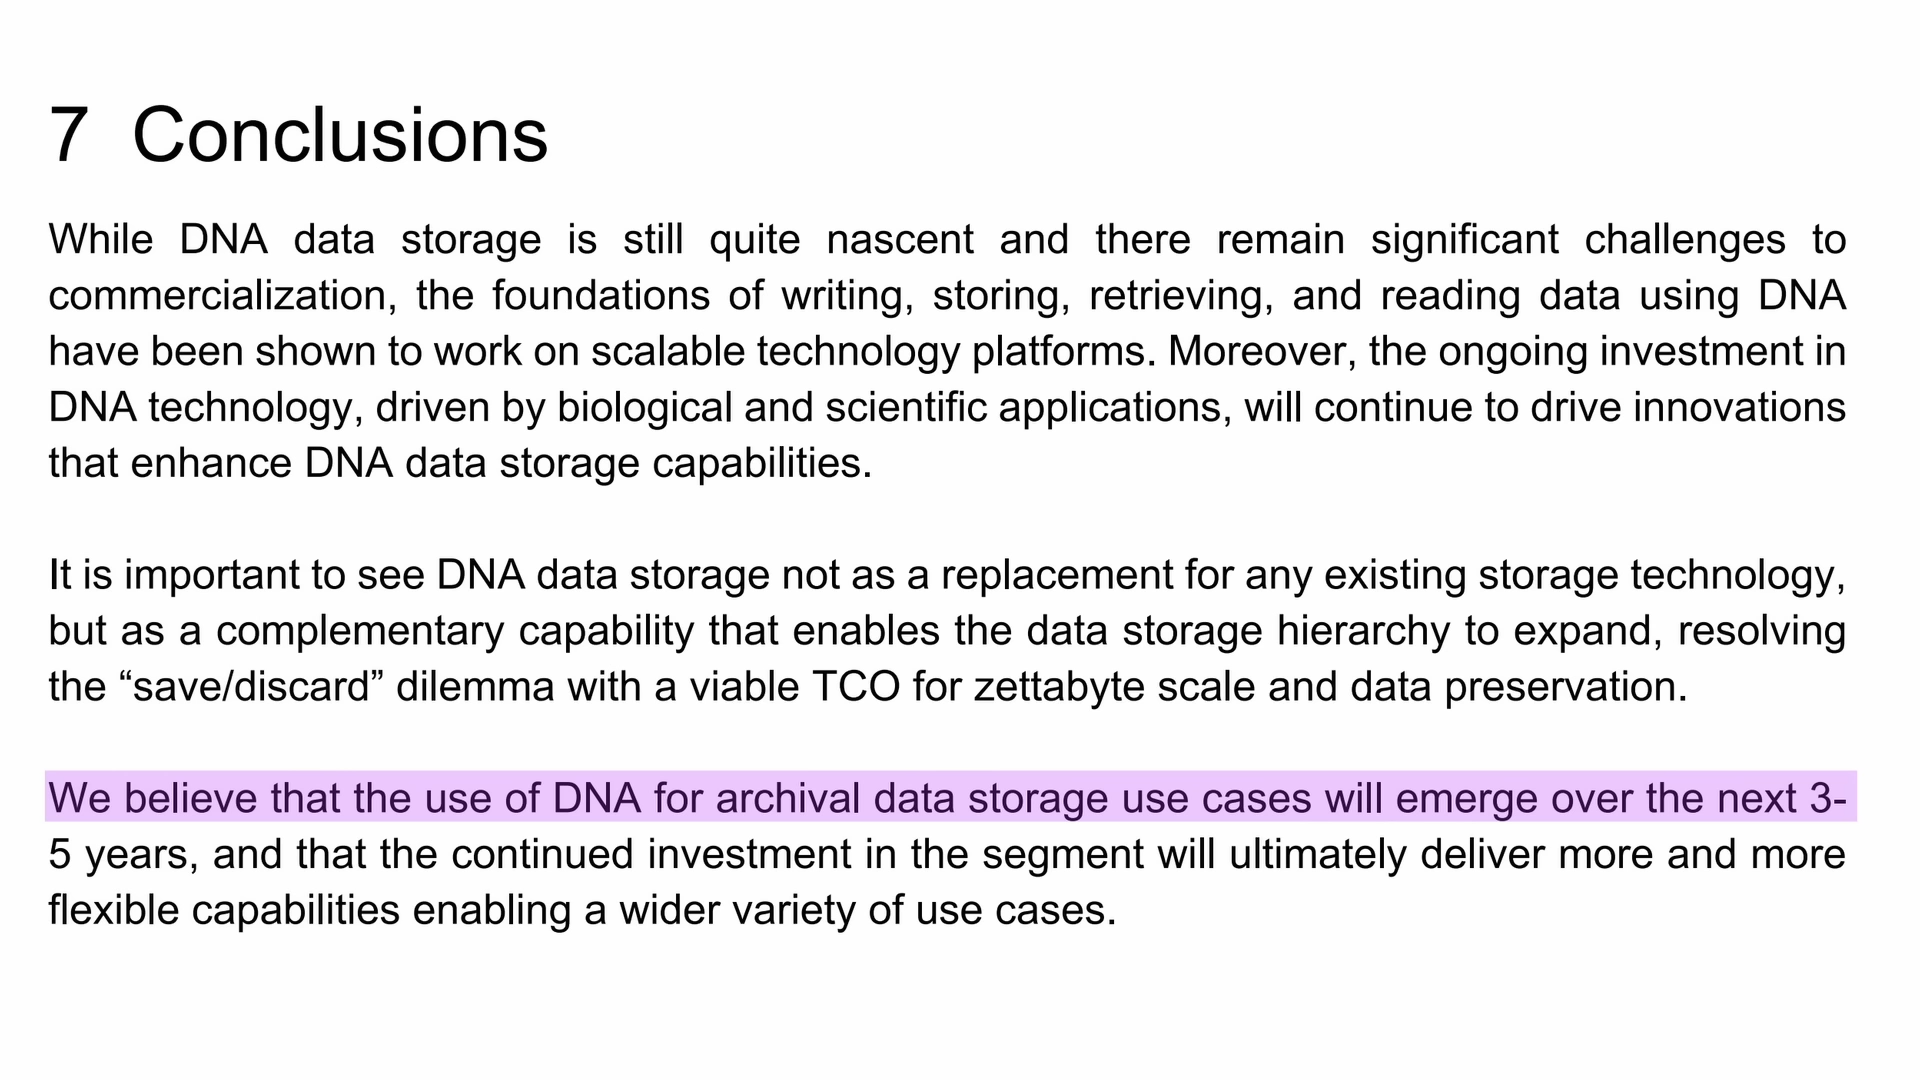 7 Conclusions
While DNA data storage is still quite nascent and there remain significant challenges to
commercialization, the foundations of writing, storing, retrieving, and reading data using DNA
have been shown to work on scalable technology platforms. Moreover, the ongoing investment in
DNA technology, driven by biological and scientific applications, will continue to drive innovations
that enhance DNA data storage capabilities.
It is important to see DNA data storage not as a replacement for any existing storage technology,
but as a complementary capability that enables the data storage hierarchy to expand, resolving
the “save/discard” dilemma with a viable TCO for zettabyte scale and data preservation.
We believe that the use of DNA for archival data storage use cases will emerge over the next 3-
5 years, and that the continued investment in the segment will ultimately deliver more and more
flexible capabilities enabling a wider variety of use cases.